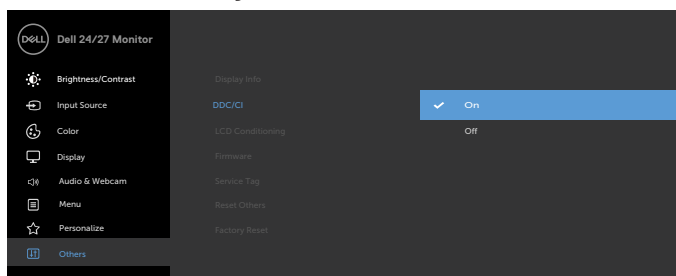 DELL Dell 24/27 Monitor
Brightness/Contrast
Input Source
Color
Display
Audio & Webcam
Menu
Personalize
Others
Display Info
DDC/CI
LCD Conditioning
Firmware
Service Tag
Reset Others
Factory Reset
On
Off